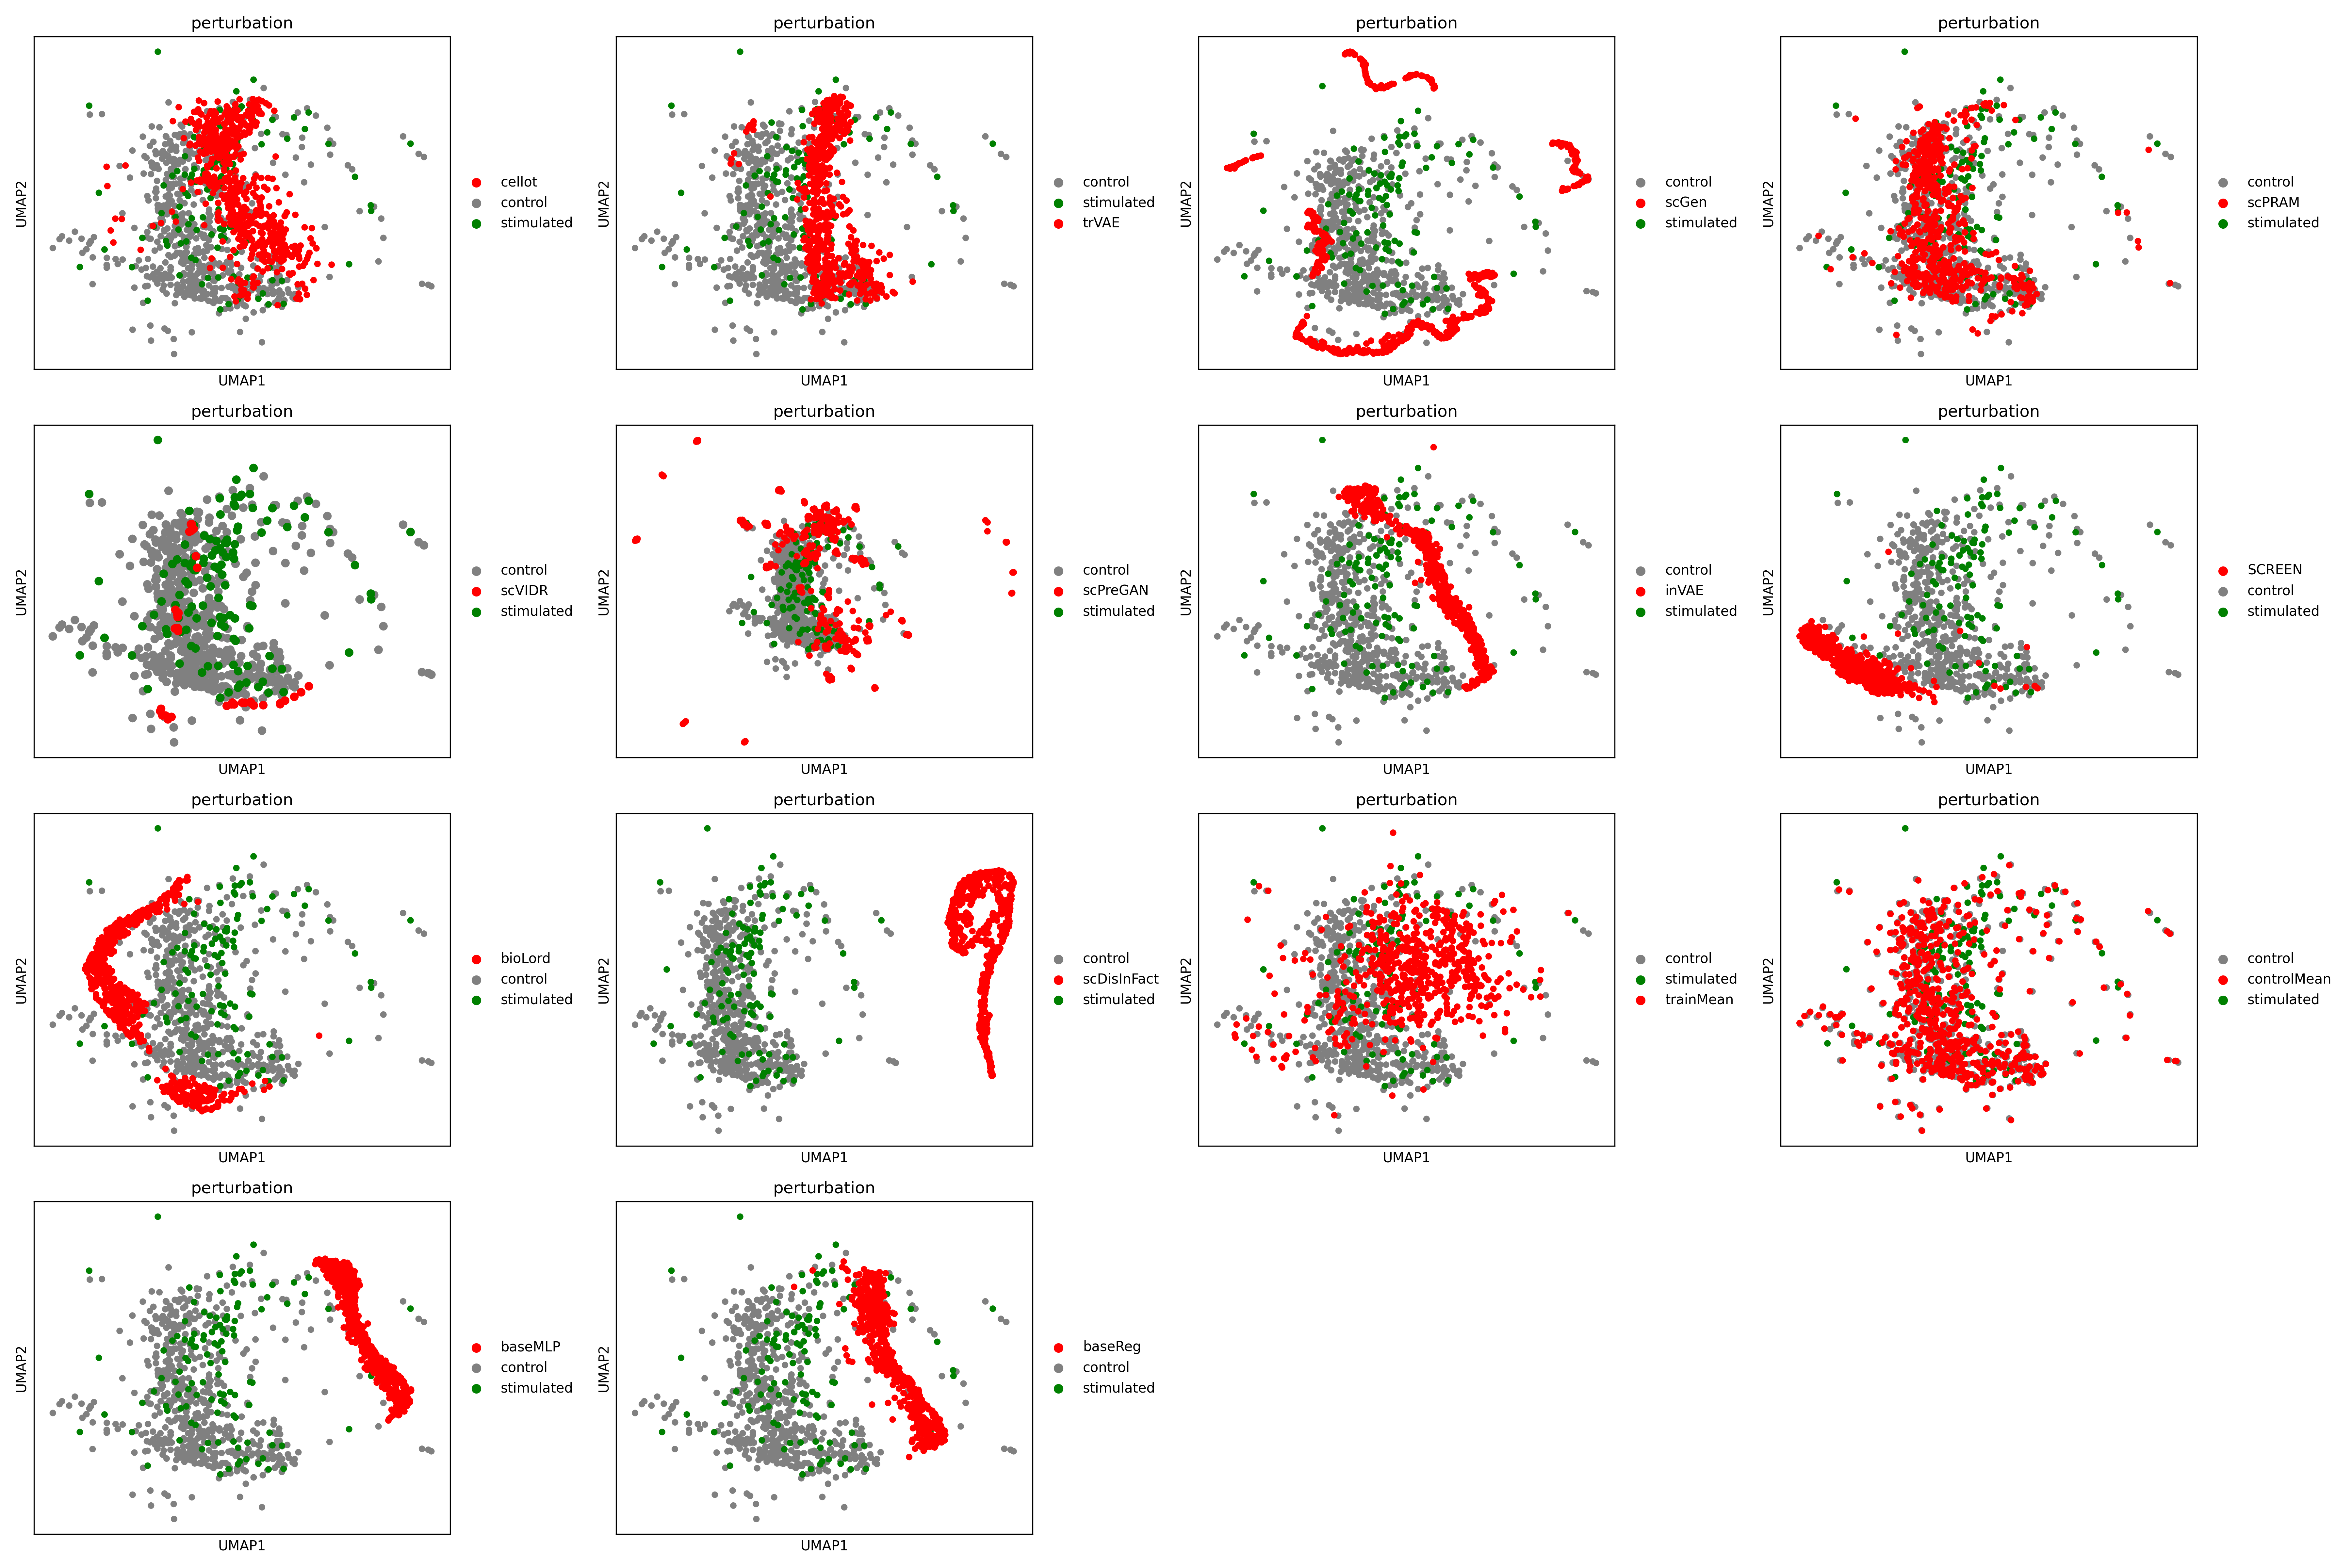 perturbation
UMAP2
UMAP1
cellot
control
stimulated
perturbation
UMAP2
UMAP1
control
stimulated
trVAE
perturbation
UMAP2
UMAP1
control
scGen
stimulated
perturbation
UMAP2
UMAP1
control
scPRAM
stimulated
perturbation
UMAP2
UMAP1
control
scVIDR
stimulated
perturbation
UMAP2
UMAP1
control
scPreGAN
stimulated
perturbation
UMAP2
UMAP1
control
inVAE
stimulated
perturbation
UMAP2
UMAP1
SCREEN
control
stimulated
perturbation
UMAP2
UMAP1
bioLord
control
stimulated
perturbation
UMAP2
UMAP1
control
scDisInFact
stimulated
perturbation
UMAP2
UMAP1
control
stimulated
trainMean
perturbation
UMAP2
UMAP1
control
controlMean
stimulated
perturbation
UMAP2
UMAP1
baseMLP
control
stimulated
perturbation
UMAP2
UMAP1
baseReg
control
stimulated